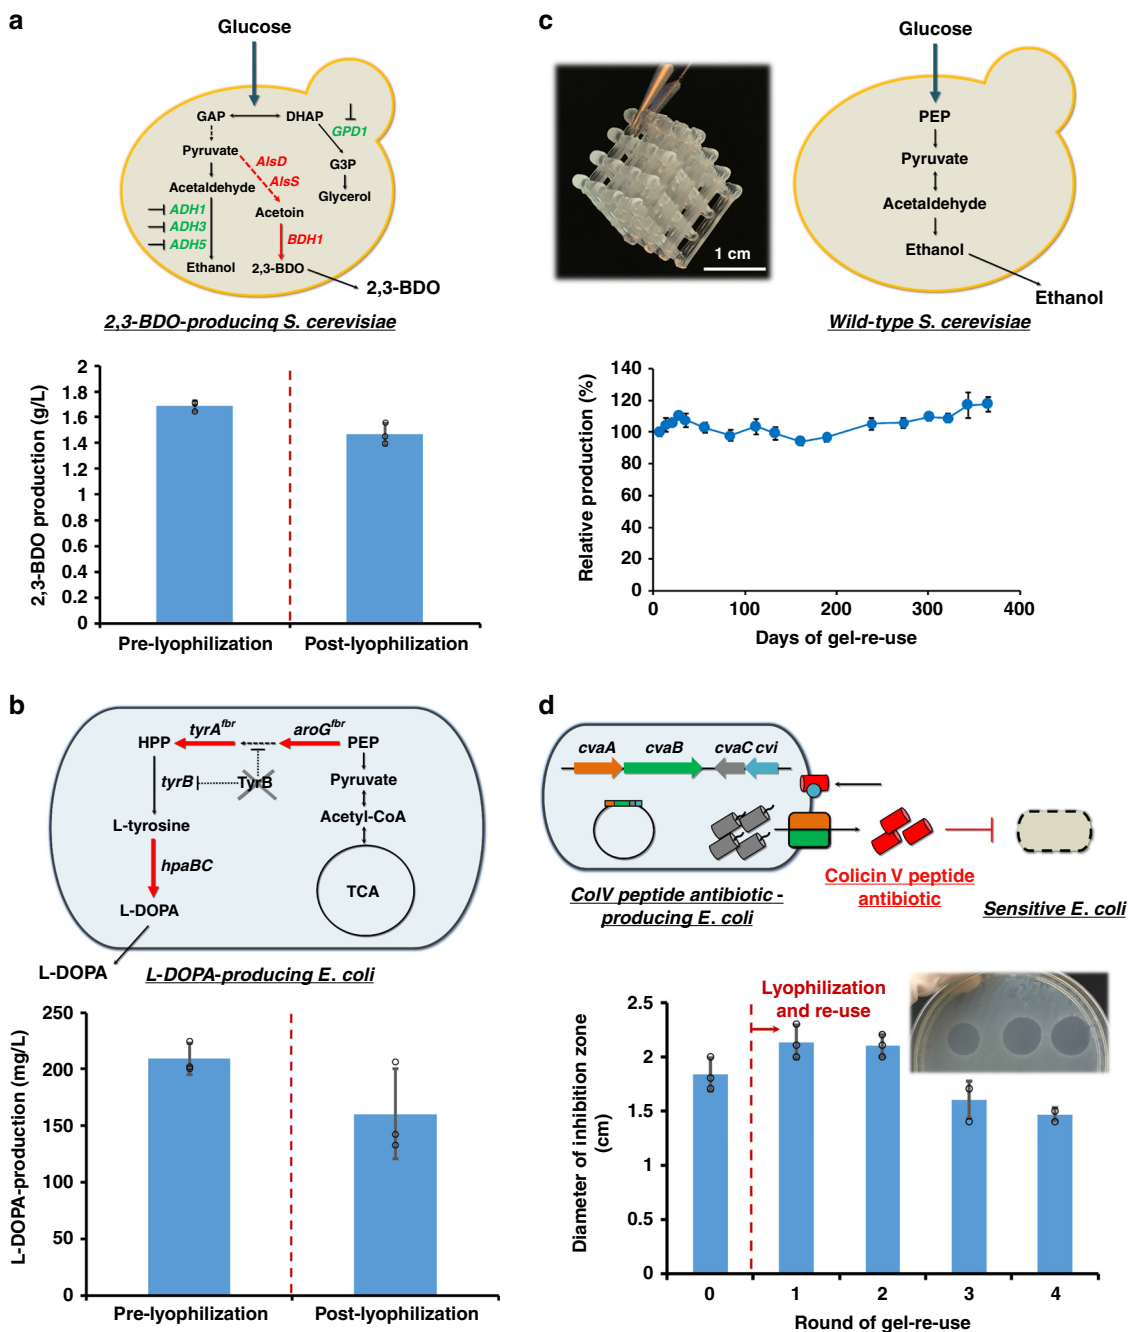 a
Glucose
GAP
DHAP
GPD1
Pyruvate
AlsD
G3P
AlsS
Acetaldehyde
Glycerol
ADH1
Acetoin
ADH3
BDH1
ADH5
Ethanol
2,3-BDO
2,3-BDO
2,3-BDO-producing S. cerevisiae
2,3-BDO production (g/L)
2
1.8
1.6
1.4
1.2
1
0.8
0.6
0.4
0.2
0
Pre-lyophilization
Post-lyophilization
c
1 cm
Glucose
PEP
Pyruvate
Acetaldehyde
Ethanol
Ethanol
Wild-type S. cerevisiae
Relative production (%)
140
120
100
80
60
40
20
0
0 100 200 300 400
Days of gel-re-use
b
tyrA^fbr
aroG^fbr
HPP
PEP
tyrB
TyrB
Pyruvate
Acetyl-CoA
L-tyrosine
hpaBC
TCA
L-DOPA
L-DOPA
L-DOPA-producing E. coli
L-DOPA-production (mg/L)
250
200
150
100
50
0
Pre-lyophilization
Post-lyophilization
d
cvaA
cvaB
cvaC
cvi
Colicin V peptide
antibiotic
ColV peptide antibiotic -
producing E. coli
Sensitive E. coli
Diameter of inhibition zone
(cm)
Lyophilization
and re-use
2.5
2
1.5
1
0.5
0
0 1 2 3 4
Round of gel-re-use